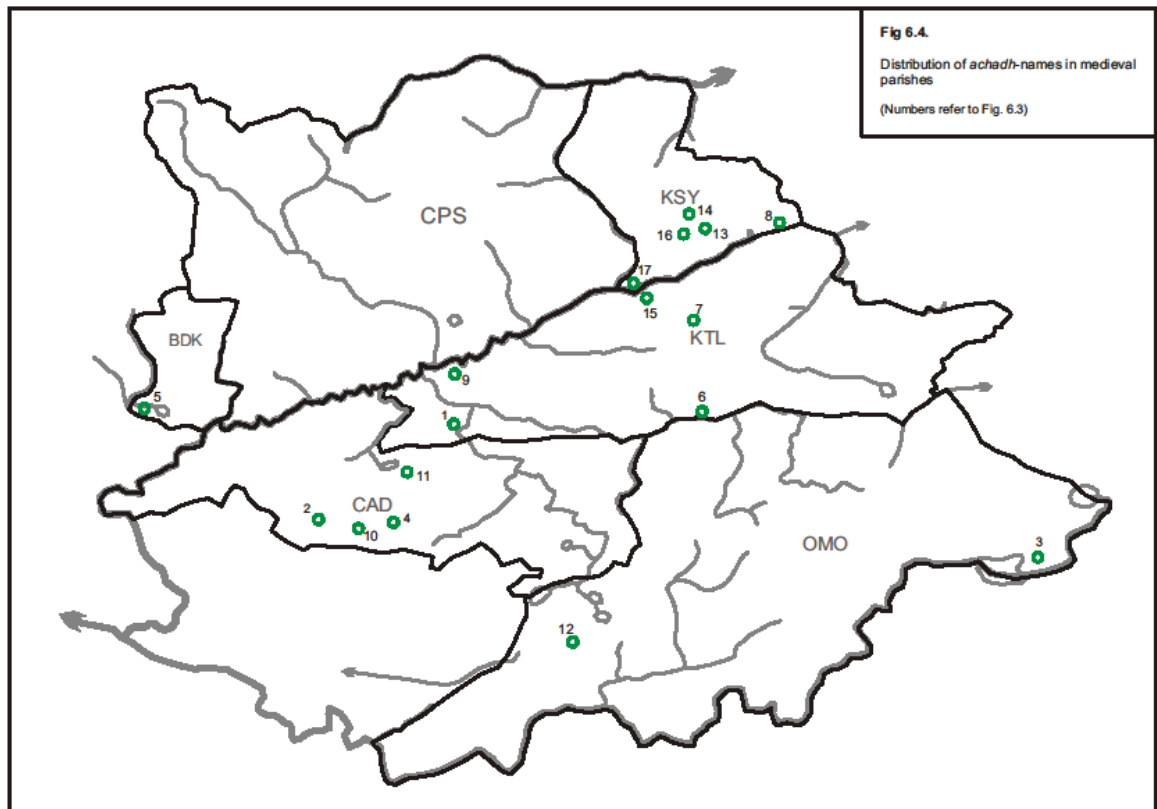 Fig 6.4.
Distribution of achadh-names in medieval
parishes
(Numbers refer to Fig. 6.3)
KSY
14
8
CPS
16
13
17
15
7
BDK
KTL
9
5
6
1
11
CAD
2
4
10
OMO
3
12